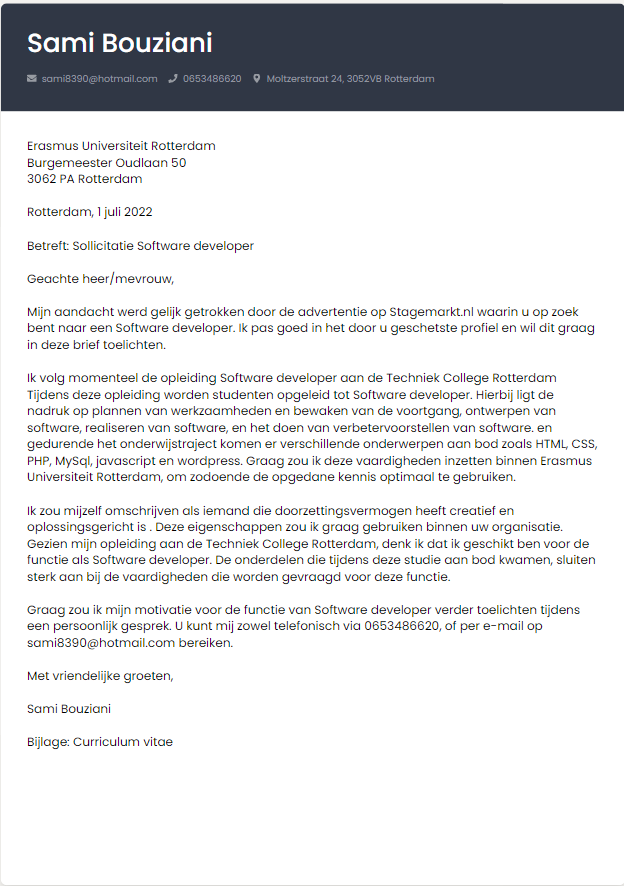 Sami Bouziani
sami8390@hotmail.com 0653486620 Moltzerstraat 24, 3052VB Rotterdam
Erasmus Universiteit Rotterdam
Burgemeester Oudlaan 50
3062 PA Rotterdam
Rotterdam, 1 juli 2022
Betreft: Sollicitatie Software developer
Geachte heer/mevrouw,
Mijn aandacht werd gelijk getrokken door de advertentie op Stagemarkt.nl waarin u op zoek
bent naar een Software developer. Ik pas goed in het door u geschetste profiel en wil dit graag
in deze brief toelichten.
Ik volg momenteel de opleiding Software developer aan de Techniek College Rotterdam
Tijdens deze opleiding worden studenten opgeleid tot Software developer. Hierbij ligt de
nadruk op plannen van werkzaamheden en bewaken van de voortgang, ontwerpen van
software, realiseren van software, en het doen van verbetervoorstellen van software. en
gedurende het onderwijstraject komen er verschillende onderwerpen aan bod zoals HTML, CSS,
PHP, MySql, javascript en wordpress. Graag zou ik deze vaardigheden inzetten binnen Erasmus
Universiteit Rotterdam, om zodoende de opgedane kennis optimaal te gebruiken.
Ik zou mijzelf omschrijven als iemand die doorzettingsvermogen heeft creatief en
oplossingsgericht is . Deze eigenschappen zou ik graag gebruiken binnen uw organisatie.
Gezien mijn opleiding aan de Techniek College Rotterdam, denk ik dat ik geschikt ben voor de
functie als Software developer. De onderdelen die tijdens deze studie aan bod kwamen, sluiten
sterk aan bij de vaardigheden die worden gevraagd voor deze functie.
Graag zou ik mijn motivatie voor de functie van Software developer verder toelichten tijdens
een persoonlijk gesprek. U kunt mij zowel telefonisch via 0653486620, of per e-mail op
sami8390@hotmail.com bereiken.
Met vriendelijke groeten,
Sami Bouziani
Bijlage: Curriculum vitae